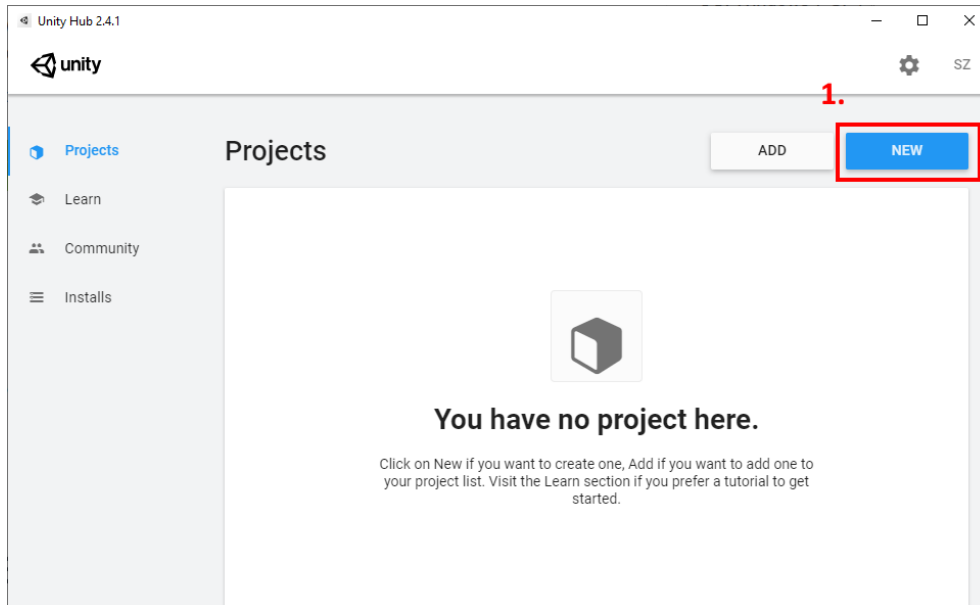 Unity Hub 2.4.1
unity
SZ
1.
Projects
Projects
ADD
NEW
Learn
Community
Installs
You have no project here.
Click on New if you want to create one, Add if you want to add one to
your project list. Visit the Learn section if you prefer a tutorial to get
started.